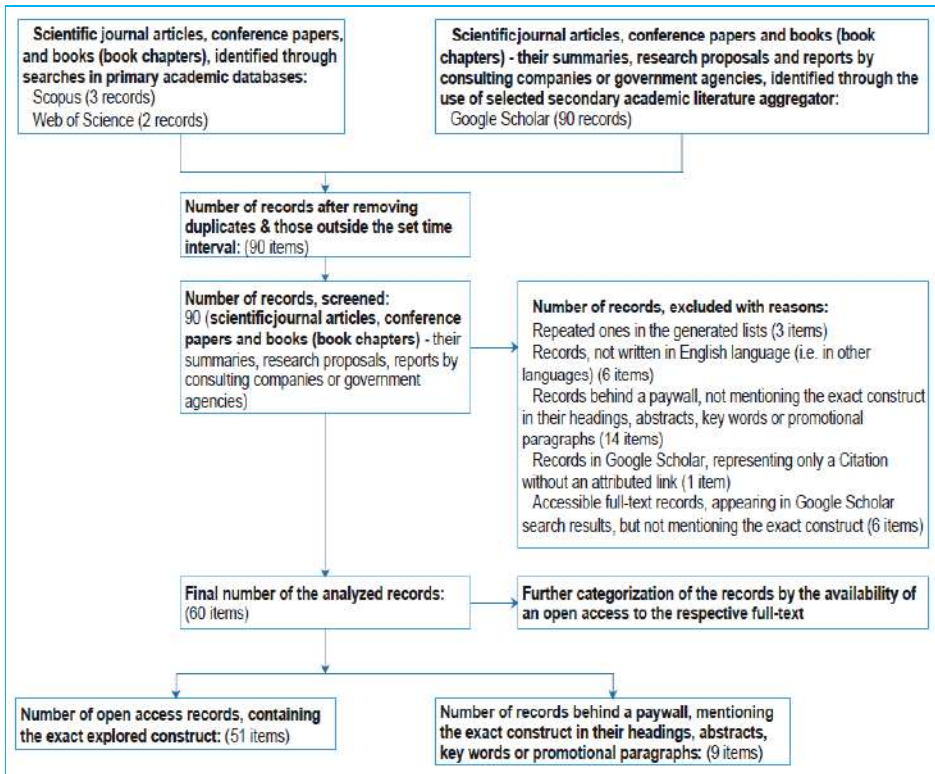 Scientific journal articles, conference papers,
and books (book chapters), identified through
searches in primary academic databases:
Scopus (3 records)
Web of Science (2 records)
Scientific journal articles, conference papers and books (book
chapters) - their summaries, research proposals and reports by
consulting companies or government agencies, identified through the
use of selected secondary academic literature aggregator:
Google Scholar (90 records)
Number of records after removing
duplicates & those outside the set time
interval: (90 items)
Number of records, screened:
90 (scientific journal articles, conference
papers and books (book chapters) - their
summaries, research proposals, reports by
consulting companies or government
agencies)
Number of records, excluded with reasons:
Repeated ones in the generated lists (3 items)
Records, not written in English language (i.e. in other
languages) (6 items)
Records behind a paywall, not mentioning the exact construct
in their headings, abstracts, key words or promotional
paragraphs (14 items)
Records in Google Scholar, representing only a Citation
without an attributed link (1 item)
Accessible full-text records, appearing in Google Scholar
search results, but not mentioning the exact construct (6 items)
Final number of the analyzed records:
(60 items)
Further categorization of the records by the availability of
an open access to the respective full-text
Number of open access records, containing
the exact explored construct: (51 items)
Number of records behind a paywall, mentioning
the exact construct in their headings, abstracts,
key words or promotional paragraphs: (9 items)